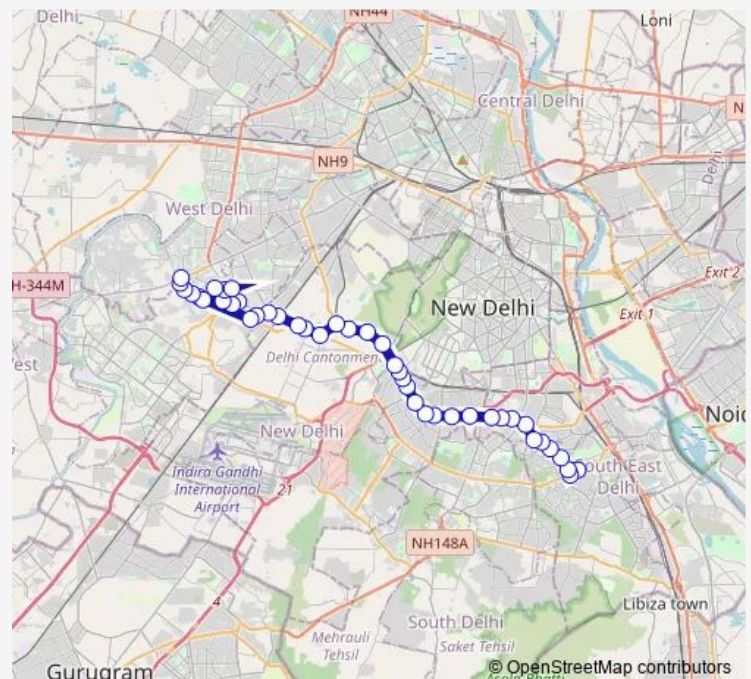 Delhi
NH44
Loni
Central Delhi
N
NH9
Delhi
West Delhi
H-344M
Exit 2
New Delhi
Exit 1
est
Delhi Cantonmen
Noid
New Delhi
Indira Gandhi
International
Airport
21
outh East
Delhi
NH148A
4
Libiza town
South Delhi
Mehrauli
Tehsil
Saket Tehsil
Gurugram
© OpenStreetMap contributors